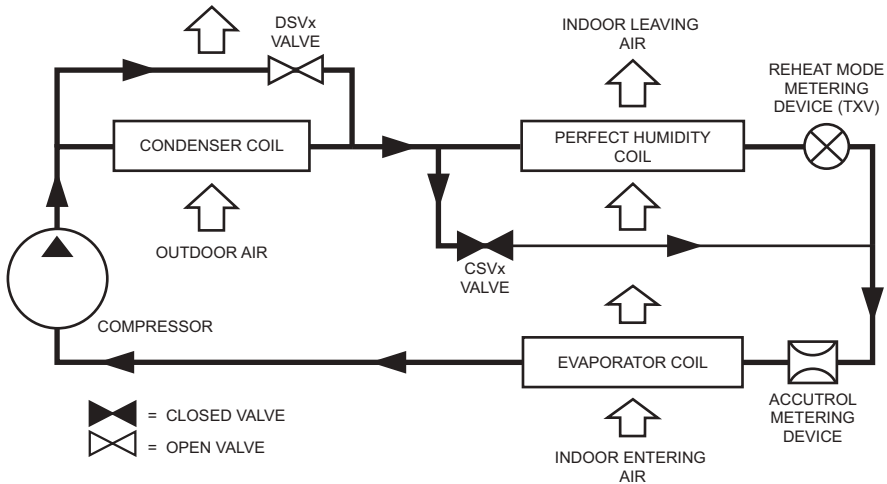 DSVx
VALVE
INDOOR LEAVING
AIR
REHEAT MODE
METERING
DEVICE (TXV)
CONDENSER COIL
PERFECT HUMIDITY
COIL
OUTDOOR AIR
CSVx
VALVE
COMPRESSOR
EVAPORATOR COIL
ACCUTROL
METERING
DEVICE
= CLOSED VALVE
= OPEN VALVE
INDOOR ENTERING
AIR